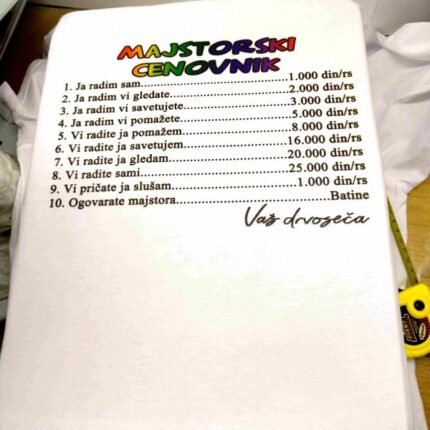 MAJSTORSKI
CENOVNIK
1. Ja radim sam..............................1.000 din/rs
2. Ja radim vi gledate......................2.000 din/rs
3. Ja radim vi savetujete..................3.000 din/rs
4. Ja radim vi pomažete..................5.000 din/rs
5. Vi radite ja pomažem..................8.000 din/rs
6. Vi radite ja savetujem................16.000 din/rs
7. Vi radite ja gledam....................20.000 din/rs
8. Vi radite sami............................25.000 din/rs
9. Vi pričate ja slušam.....................1.000 din/rs
10. Ogovarate majstora..........................Batine
Vaš drvoseča